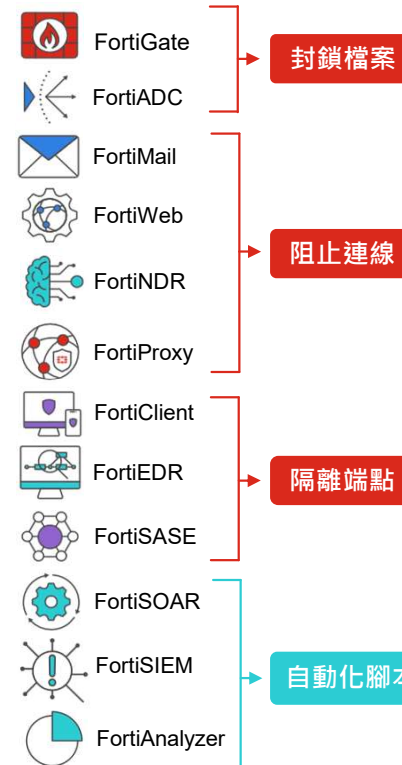 FortiGate
FortiADC
封鎖檔案
FortiMail
FortiWeb
FortiNDR
FortiProxy
阻止連線
FortiClient
FortiEDR
FortiSASE
隔離端點
FortiSOAR
FortiSIEM
FortiAnalyzer
自動化腳本